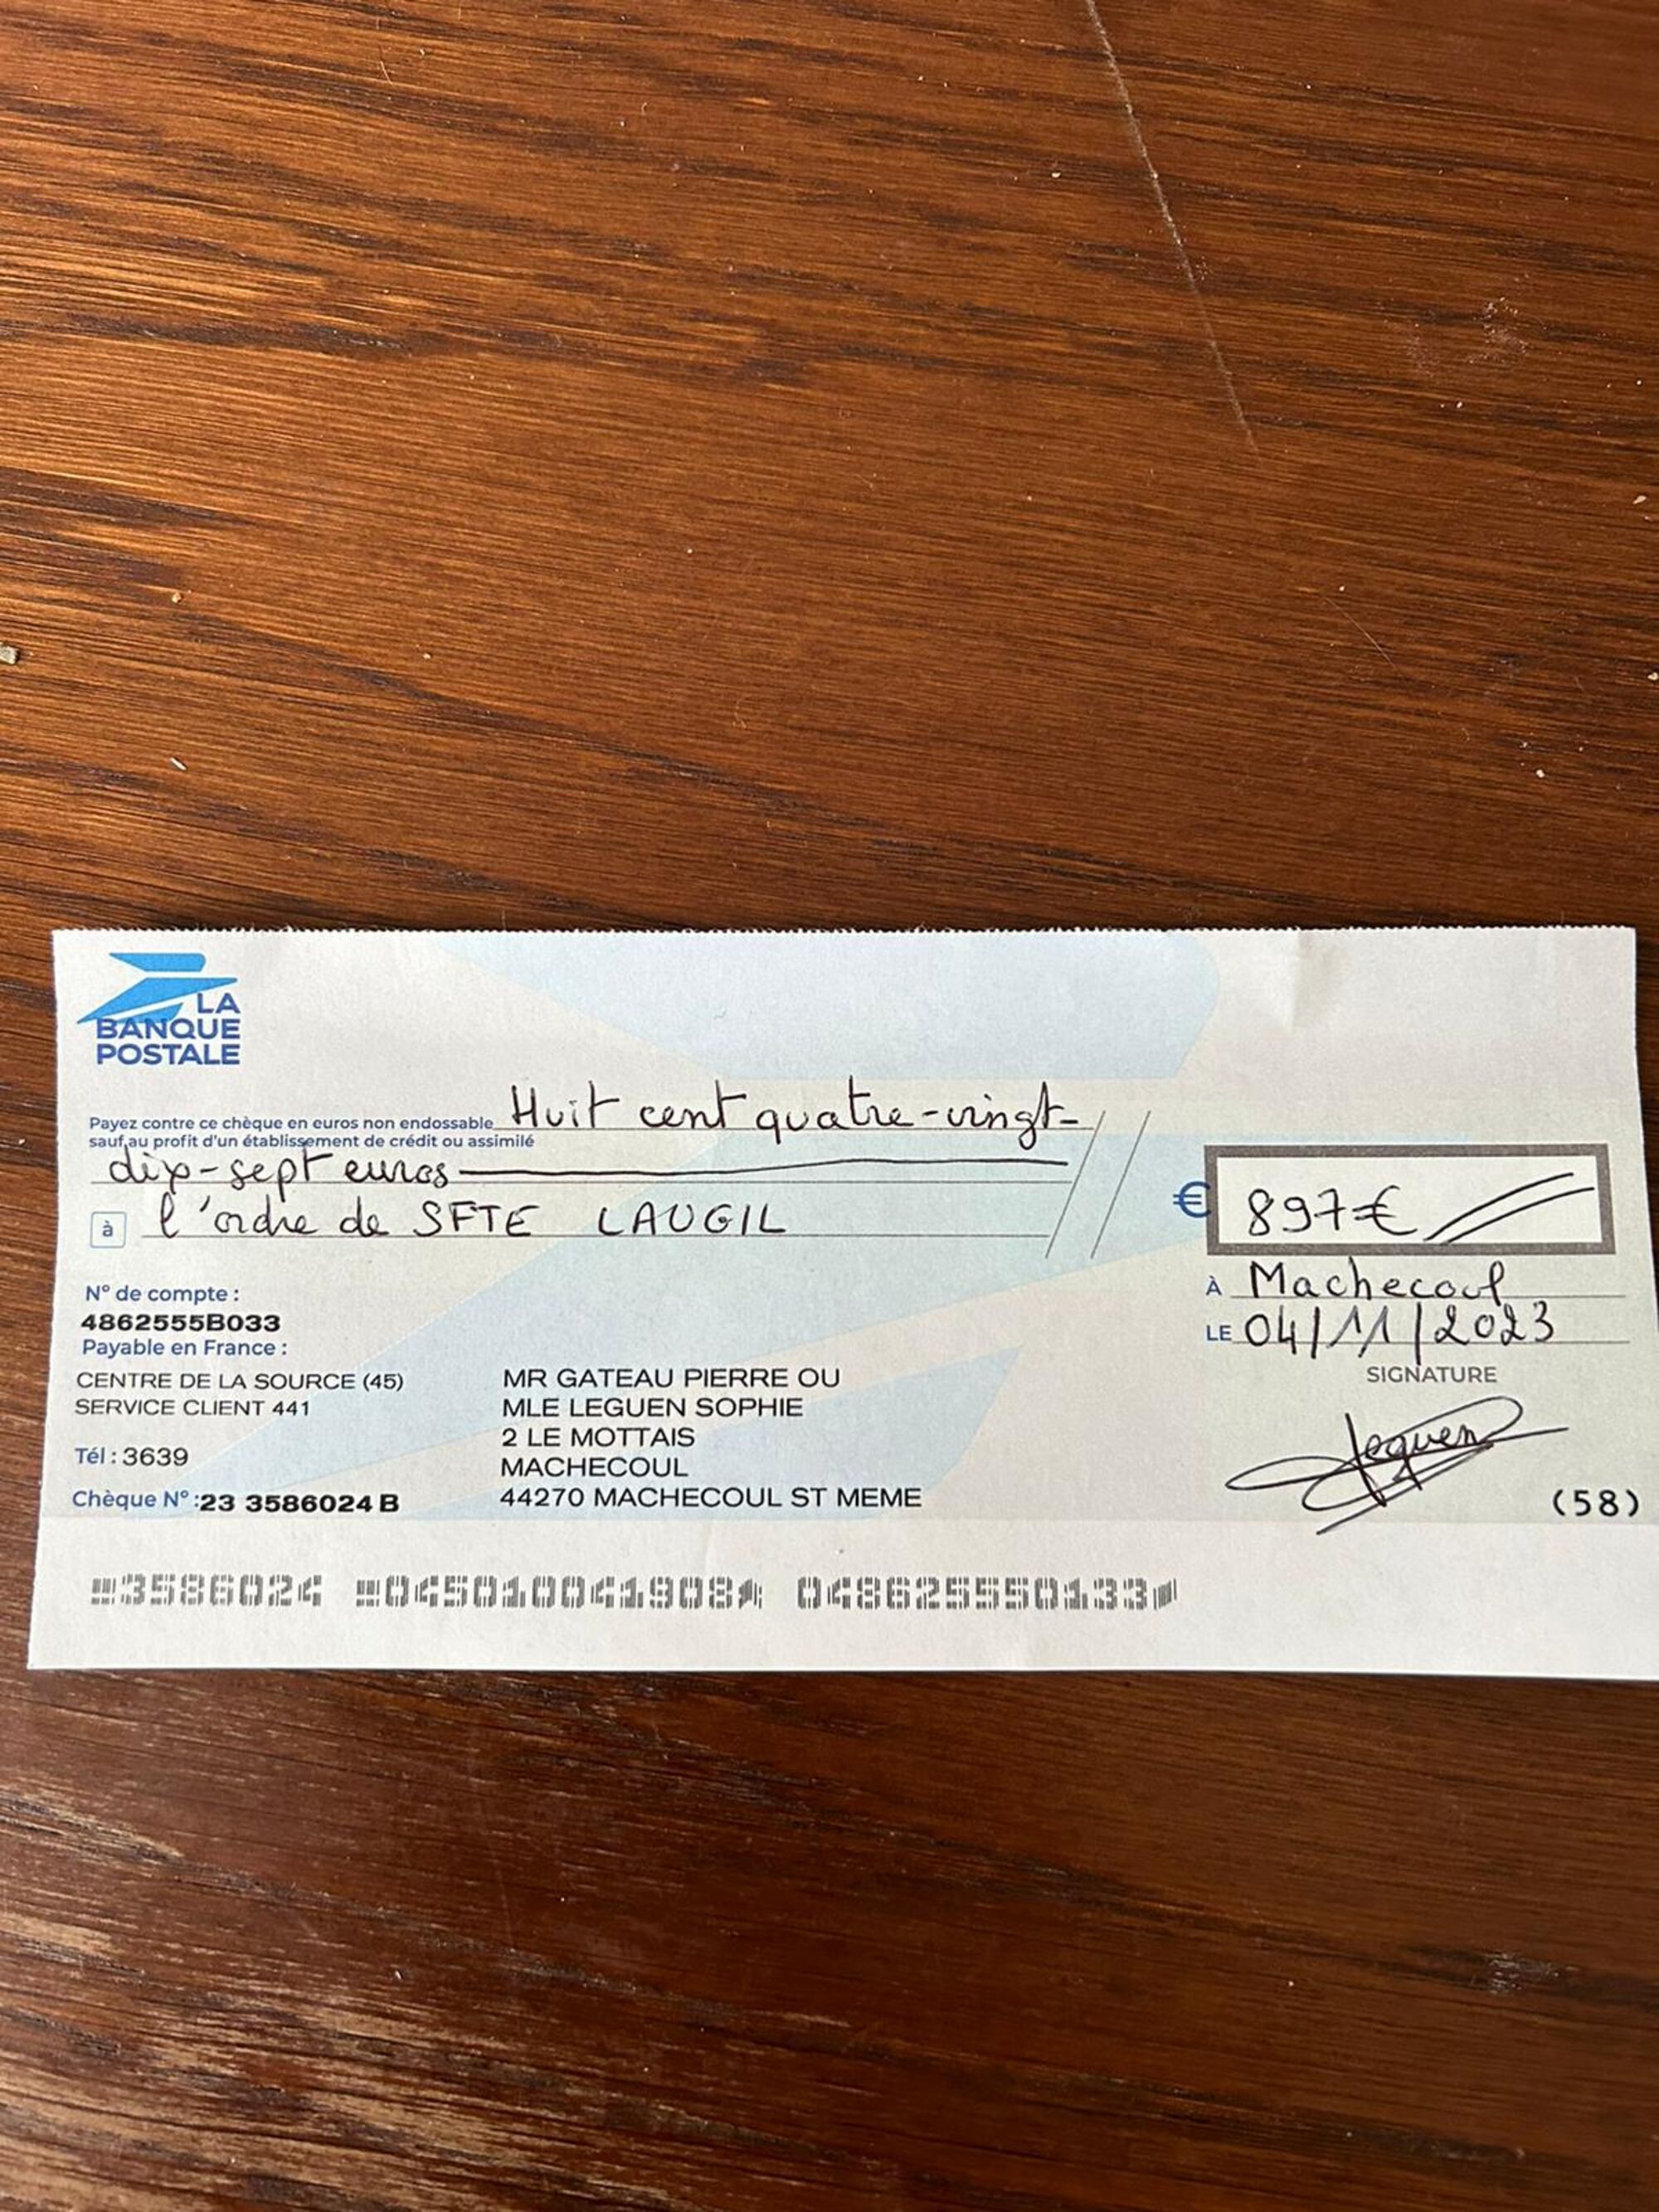 LA
BANQUE
POSTALE
Payez contre ce chèque en euros non endossable Huit cent quatre-vingt-
sauf au profit d'un établissement de crédit ou assimilé
dix-sept euros
à l'ordre de SFTE LAUGIL
€ 897€
À Machecoul
LE 04/11/2023
SIGNATURE
Leguen
N° de compte :
4862555B033
Payable en France :
CENTRE DE LA SOURCE (45)
SERVICE CLIENT 441
Tél : 3639
Chèque N° :23 3586024 B
MR GATEAU PIERRE OU
MLE LEGUEN SOPHIE
2 LE MOTTAIS
MACHECOUL
44270 MACHECOUL ST MEME
(58)
3586024 045010041908 048625550133